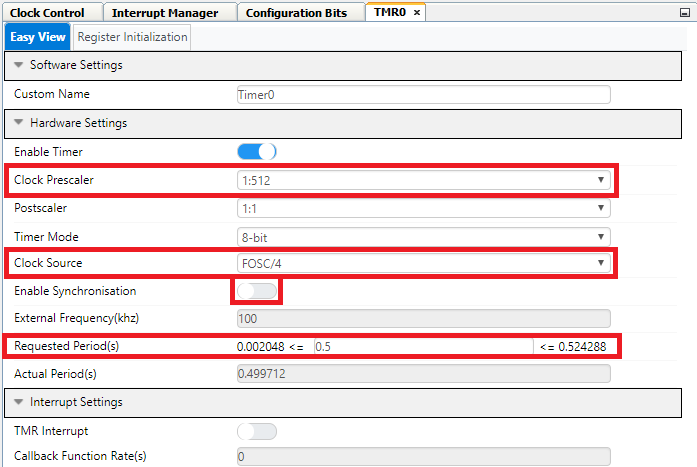 Clock Control Interrupt Manager Configuration Bits TMR0 ×
Easy View Register Initialization
Software Settings
Custom Name Timer0
Hardware Settings
Enable Timer
Clock Prescaler 1:512
Postscaler 1:1
Timer Mode 8-bit
Clock Source FOSC/4
Enable Synchronisation
External Frequency(khz) 100
Requested Period(s) 0.002048 <= 0.5 <= 0.524288
Actual Period(s) 0.499712
Interrupt Settings
TMR Interrupt
Callback Function Rate(s) 0